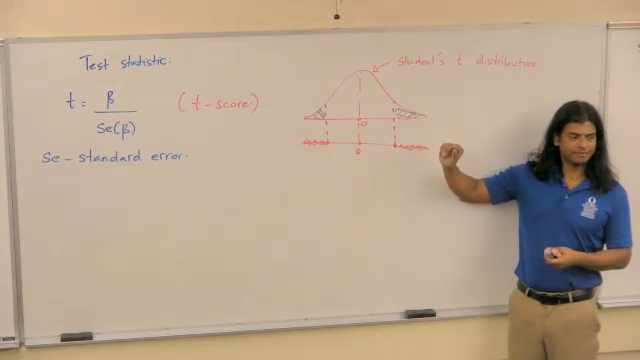 Test statistic:
t = β
se(β)
(t-score)
se - standard error.
student's t distribution
0
0